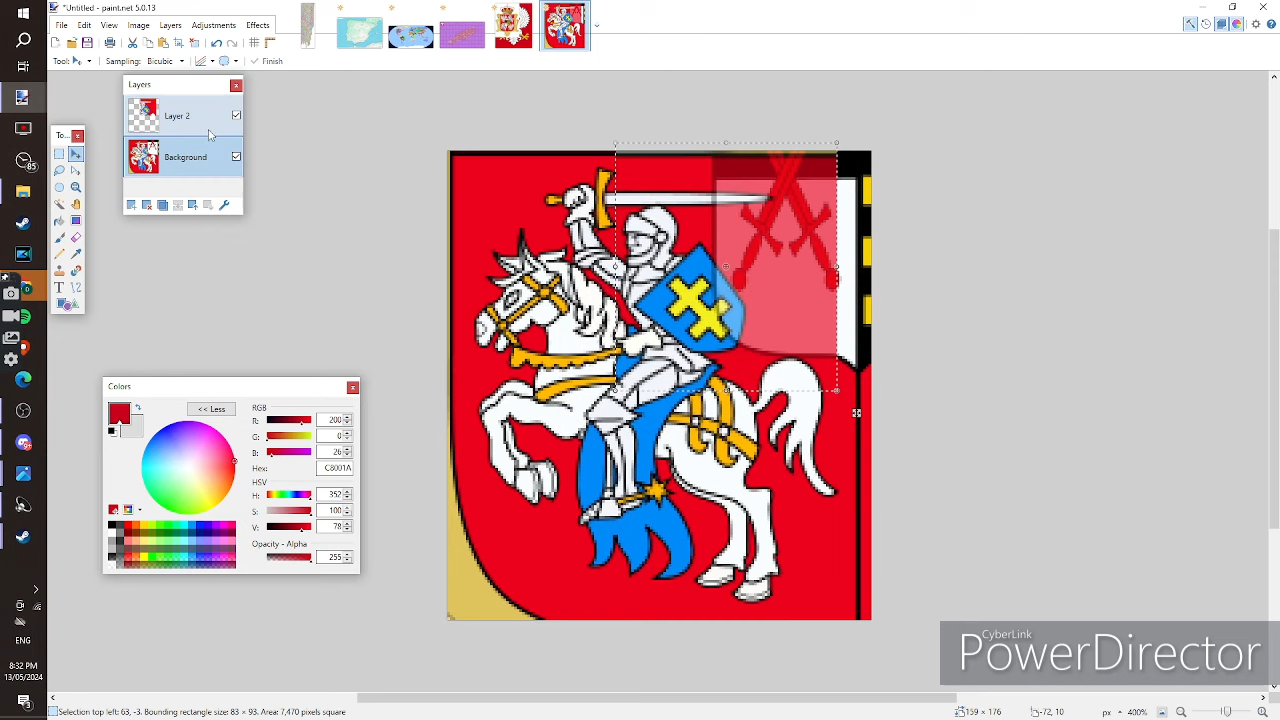 *Untitled - paint.net 5.0.13
File Edit View Image Layers Adjustments Effects
Tool:
Sampling: Bicubic
Finish
Layers
Layer 2
Background
To...
Colors
<< Less
RGB
R: 200
G: 0
B: 26
Hex: C8001A
HSV
H: 352
S: 100
V: 78
Opacity - Alpha
255
ENG
8:32 PM
13/05/2024
Selection top left: 63, -3. Bounding rectangle size: 83 × 93. Area: 7,470 pixels square
159 × 176
-72, 10
px
400%
CyberLink
PowerDirector